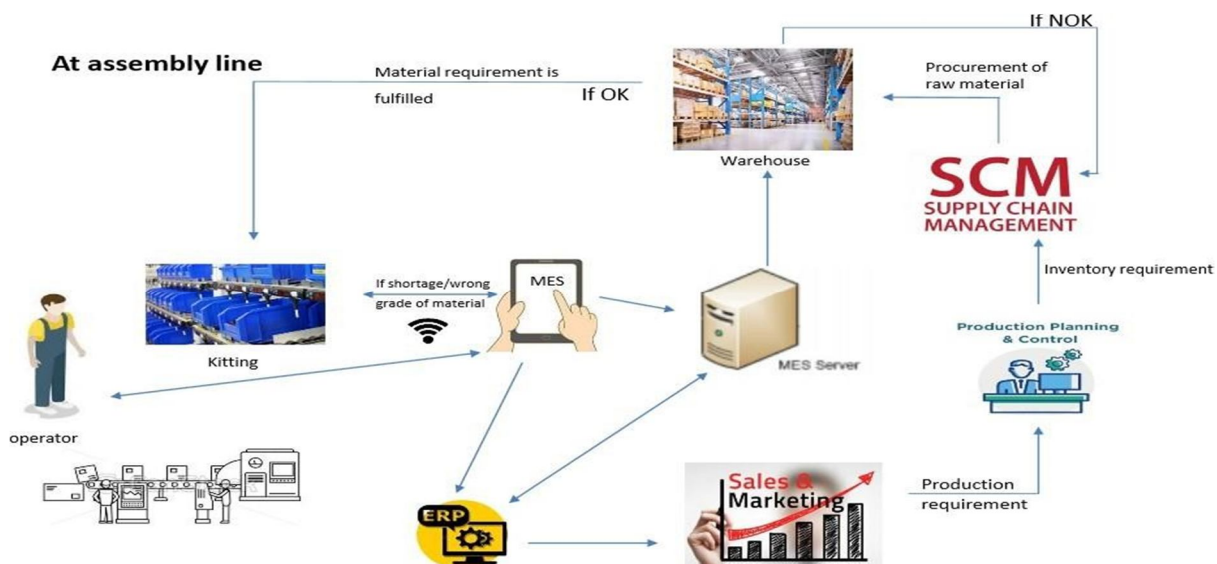 If NOK
At assembly line
Material requirement is
fulfilled
If OK
Procurement of
raw material
Warehouse
SCM
SUPPLY CHAIN
MANAGEMENT
Inventory requirement
If shortage/wrong
grade of material
MES
Kitting
MES Server
Production Planning
& Control
operator
ERP
Sales &
Marketing
Production
requirement